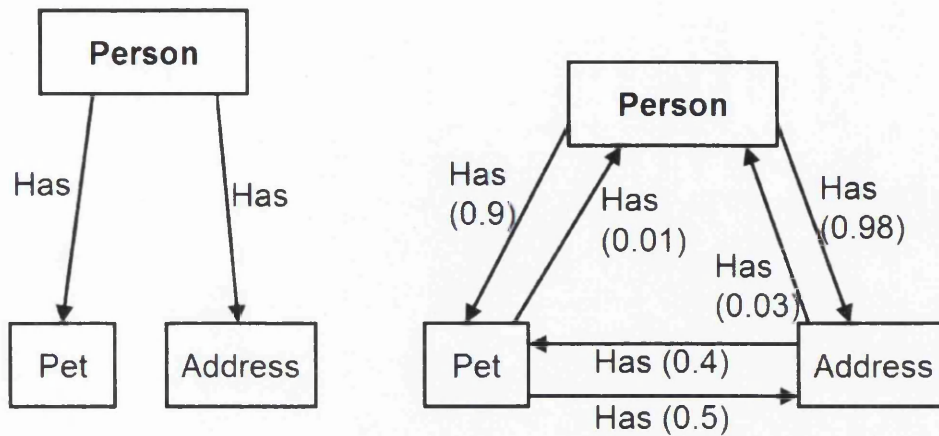 Person
Has
Has
Pet
Address
Person
Has
(0.9)
Has
(0.01)
Has
(0.03)
Has
(0.98)
Pet
Has (0.4)
Has (0.5)
Address